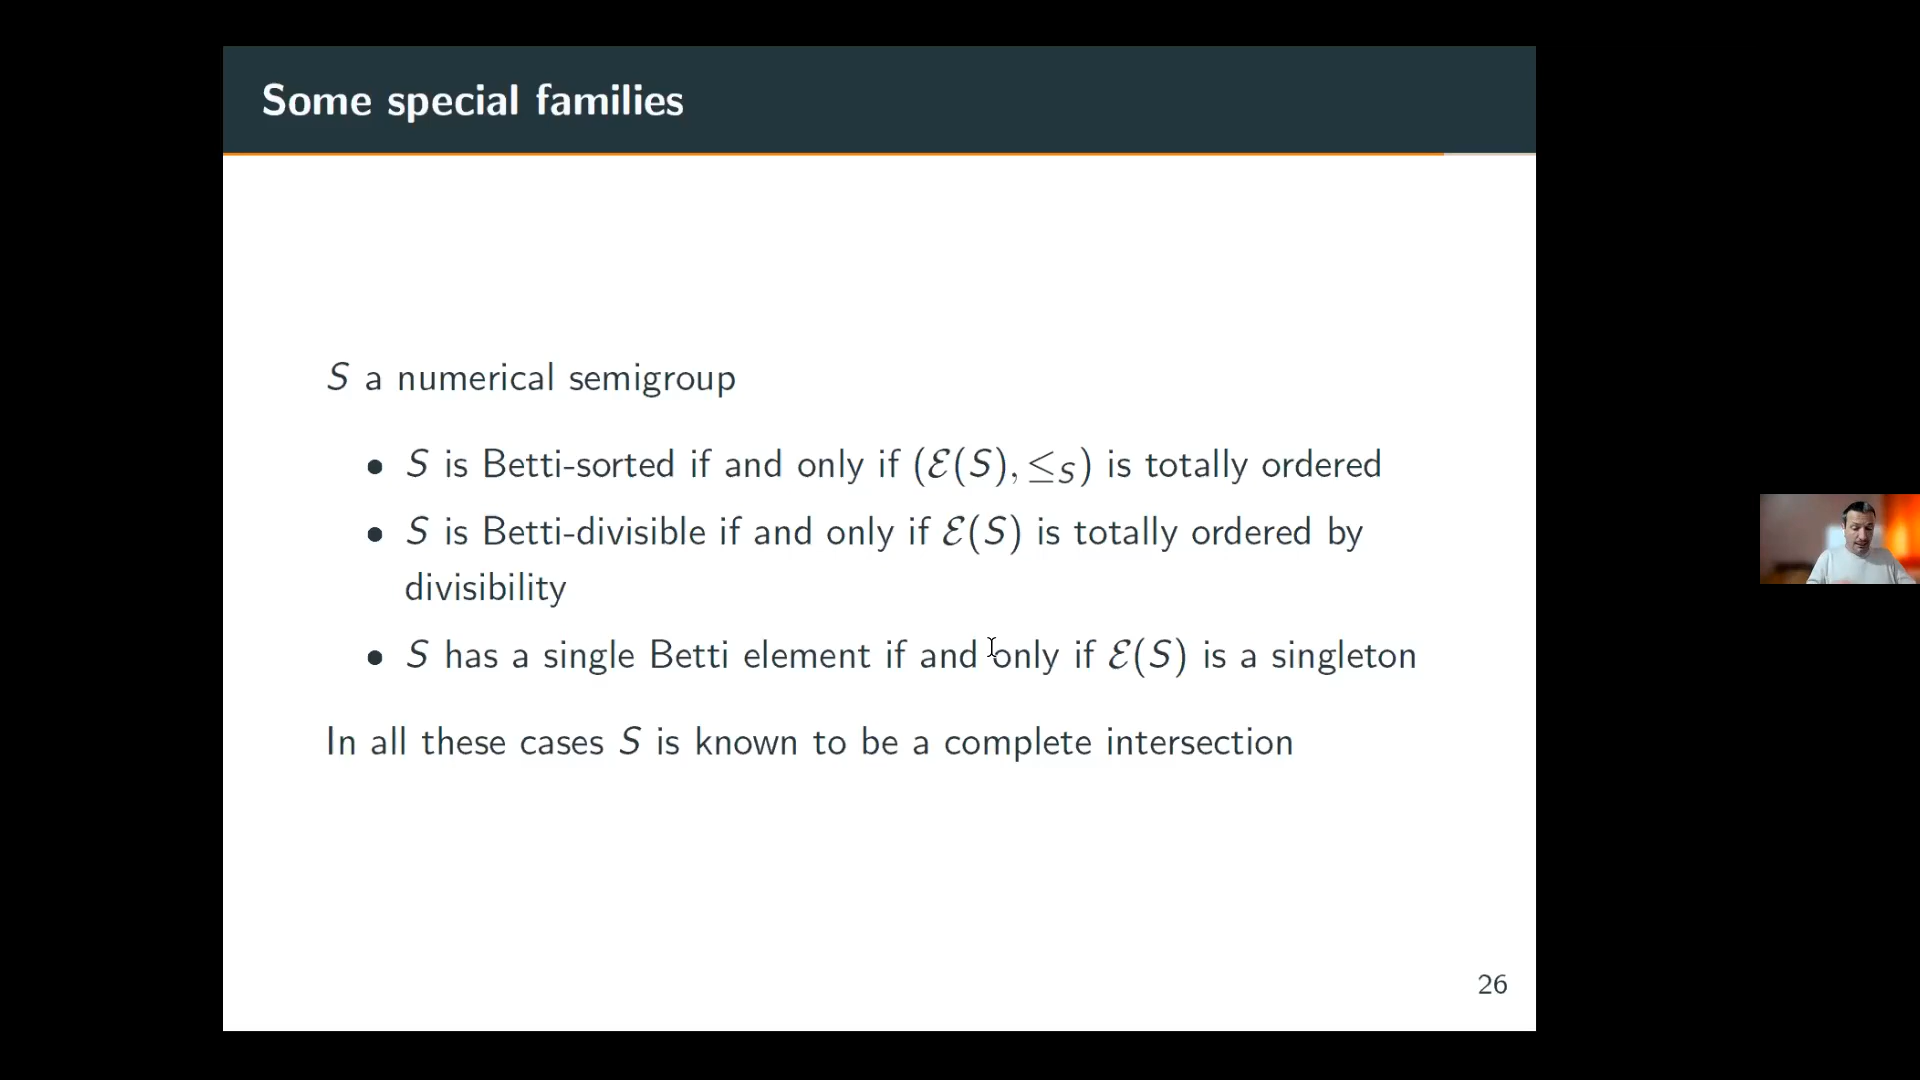 Some special families
S a numerical semigroup
• S is Betti-sorted if and only if (ℰ(S), ≤_S) is totally ordered
• S is Betti-divisible if and only if ℰ(S) is totally ordered by
divisibility
• S has a single Betti element if and only if ℰ(S) is a singleton
In all these cases S is known to be a complete intersection
26